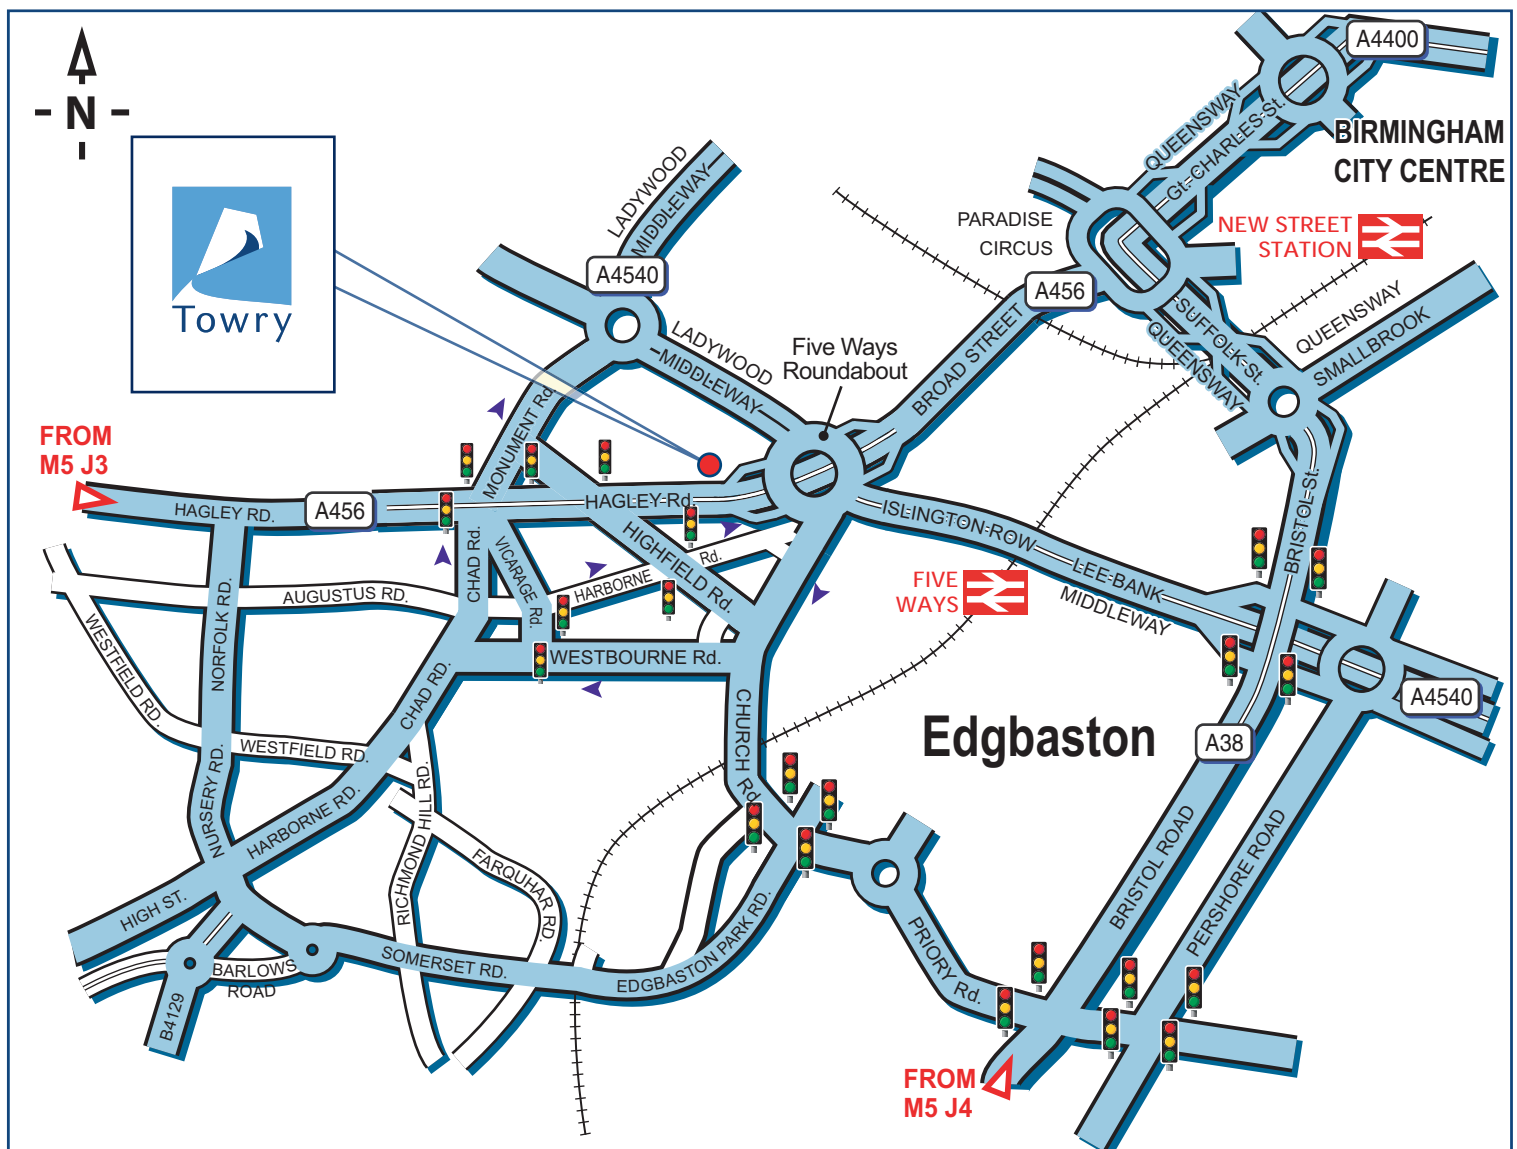 N
Towry
A4400
QUEENSWAY
Gt. CHARLES St.
BIRMINGHAM
CITY CENTRE
LADYWOOD
MIDDLEWAY
A4540
PARADISE
CIRCUS
NEW STREET
STATION
A456
SUFFOLK St.
QUEENSWAY
QUEENSWAY
SMALLBROOK
LADYWOOD
MIDDLEWAY
Five Ways
Roundabout
BROAD STREET
MONUMENT Rd.
FROM
M5 J3
HAGLEY RD.
A456
HAGLEY Rd.
ISLINGTON ROW
LEE BANK
MIDDLEWAY
BRISTOL St.
CHAD Rd.
VICARAGE Rd.
HIGHFIELD Rd.
HARBORNE Rd.
FIVE
WAYS
AUGUSTUS RD.
NORFOLK RD.
WESTFIELD RD.
WESTBOURNE Rd.
CHAD RD.
CHURCH Rd.
Edgbaston
A4540
A38
WESTFIELD RD.
NURSERY RD.
HARBORNE RD.
RICHMOND HILL RD.
FARQUHAR RD.
HIGH ST.
BRISTOL ROAD
PERSHORE ROAD
PRIORY Rd.
SOMERSET RD.
EDGBASTON PARK RD.
BARLOWS
ROAD
B4129
FROM
M5 J4